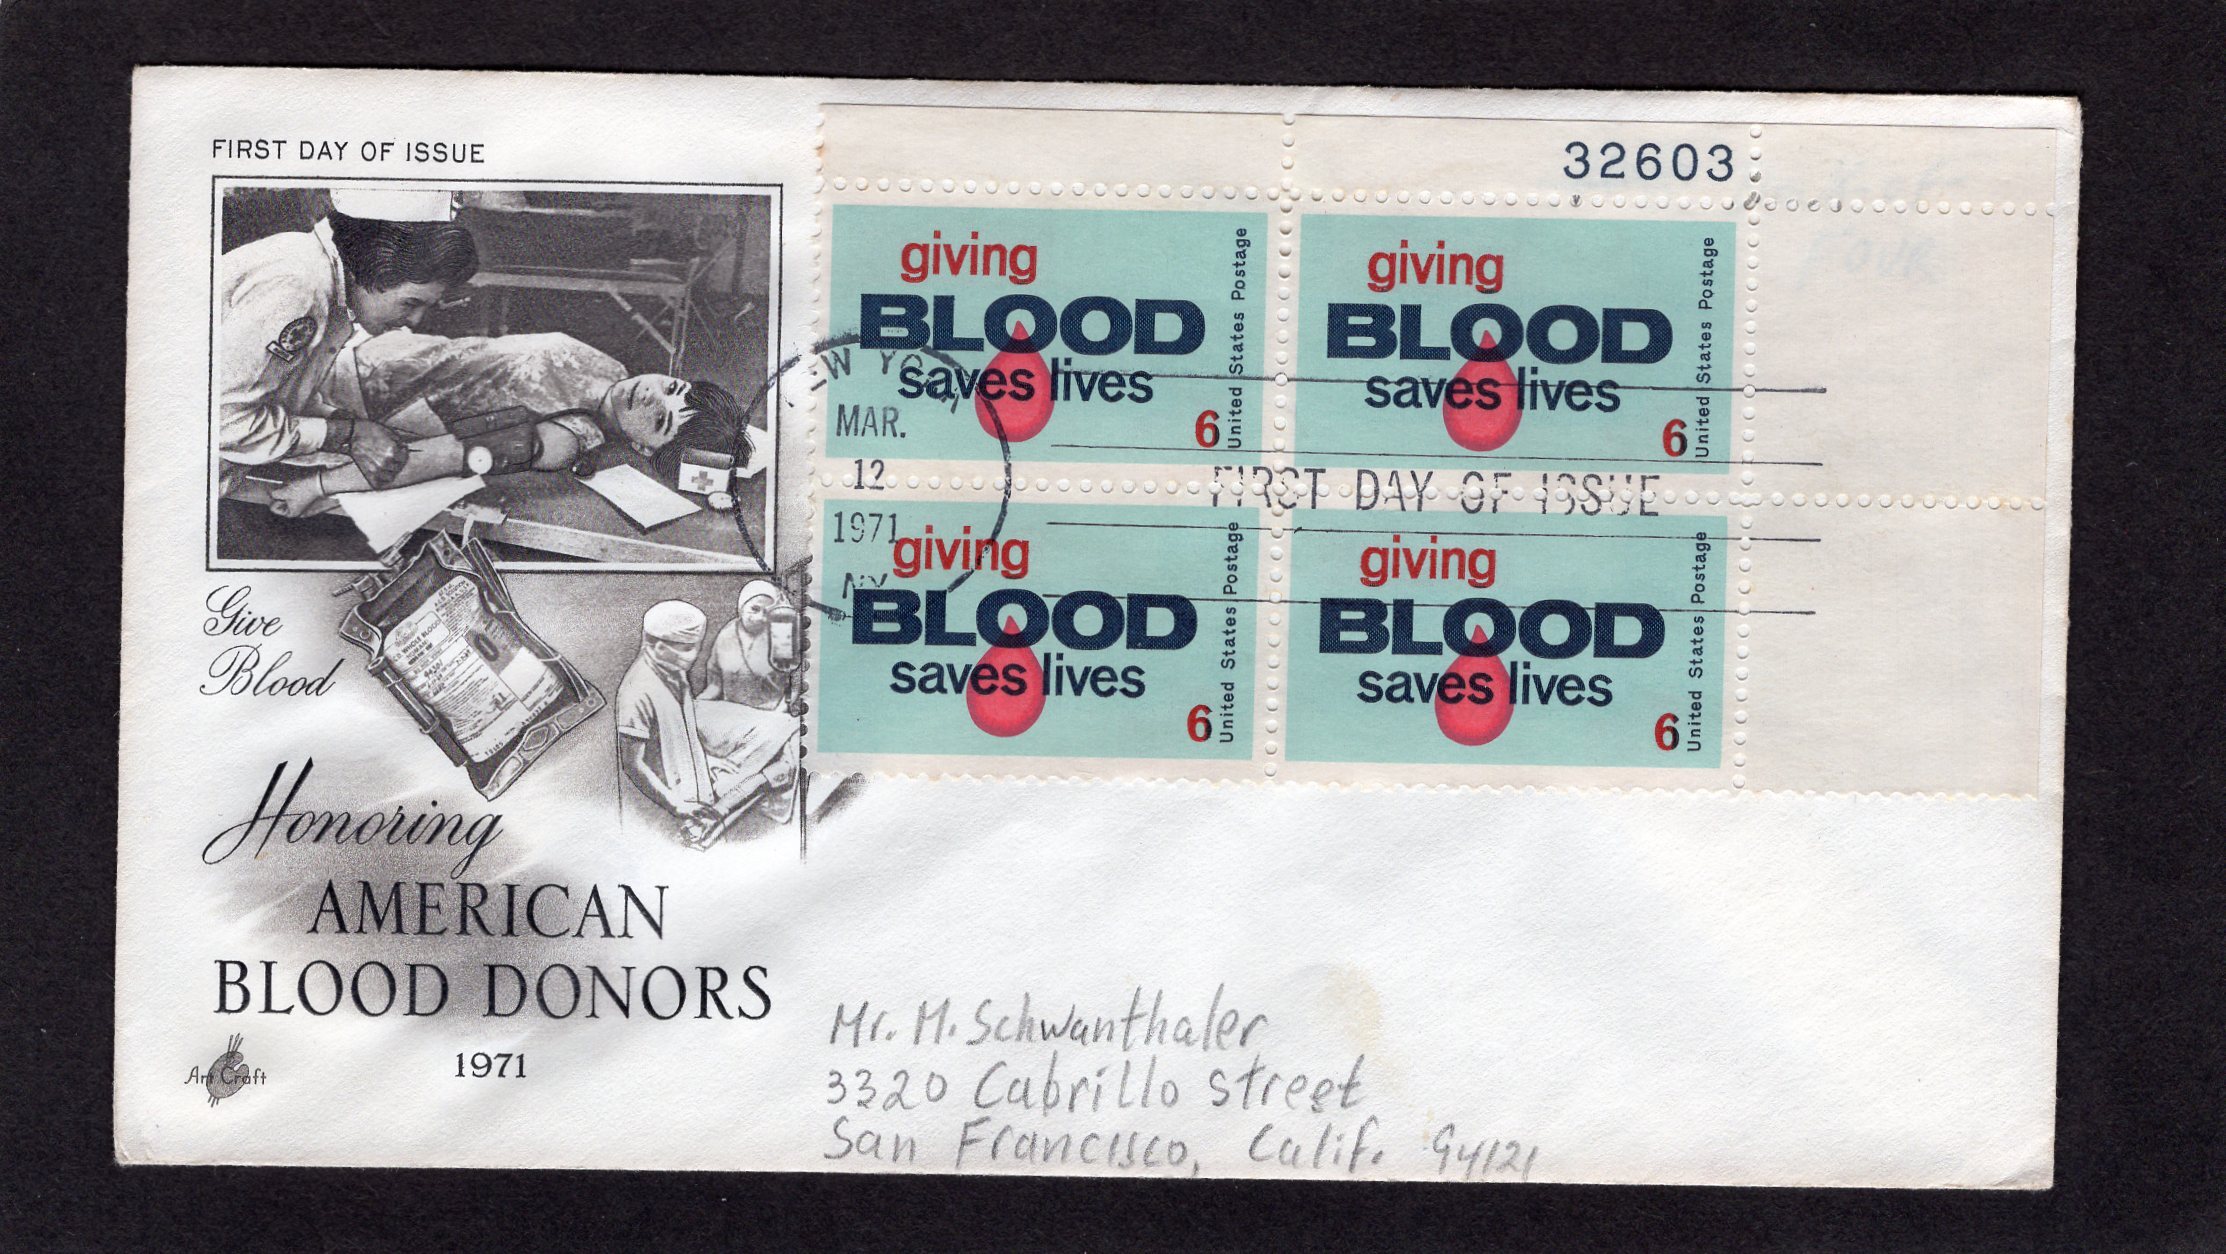 FIRST DAY OF ISSUE
Give
Blood
Honoring
AMERICAN
BLOOD DONORS
1971
Art Craft
32603
giving
BLOOD
saves lives
6
United States Postage
giving
BLOOD
saves lives
6
United States Postage
giving
BLOOD
saves lives
6
United States Postage
giving
BLOOD
saves lives
6
United States Postage
MAR.
12
1971
NY
FIRST DAY OF ISSUE
Mr. M. Schwanthaler
3320 Cabrillo Street
San Francisco, Calif. 94121